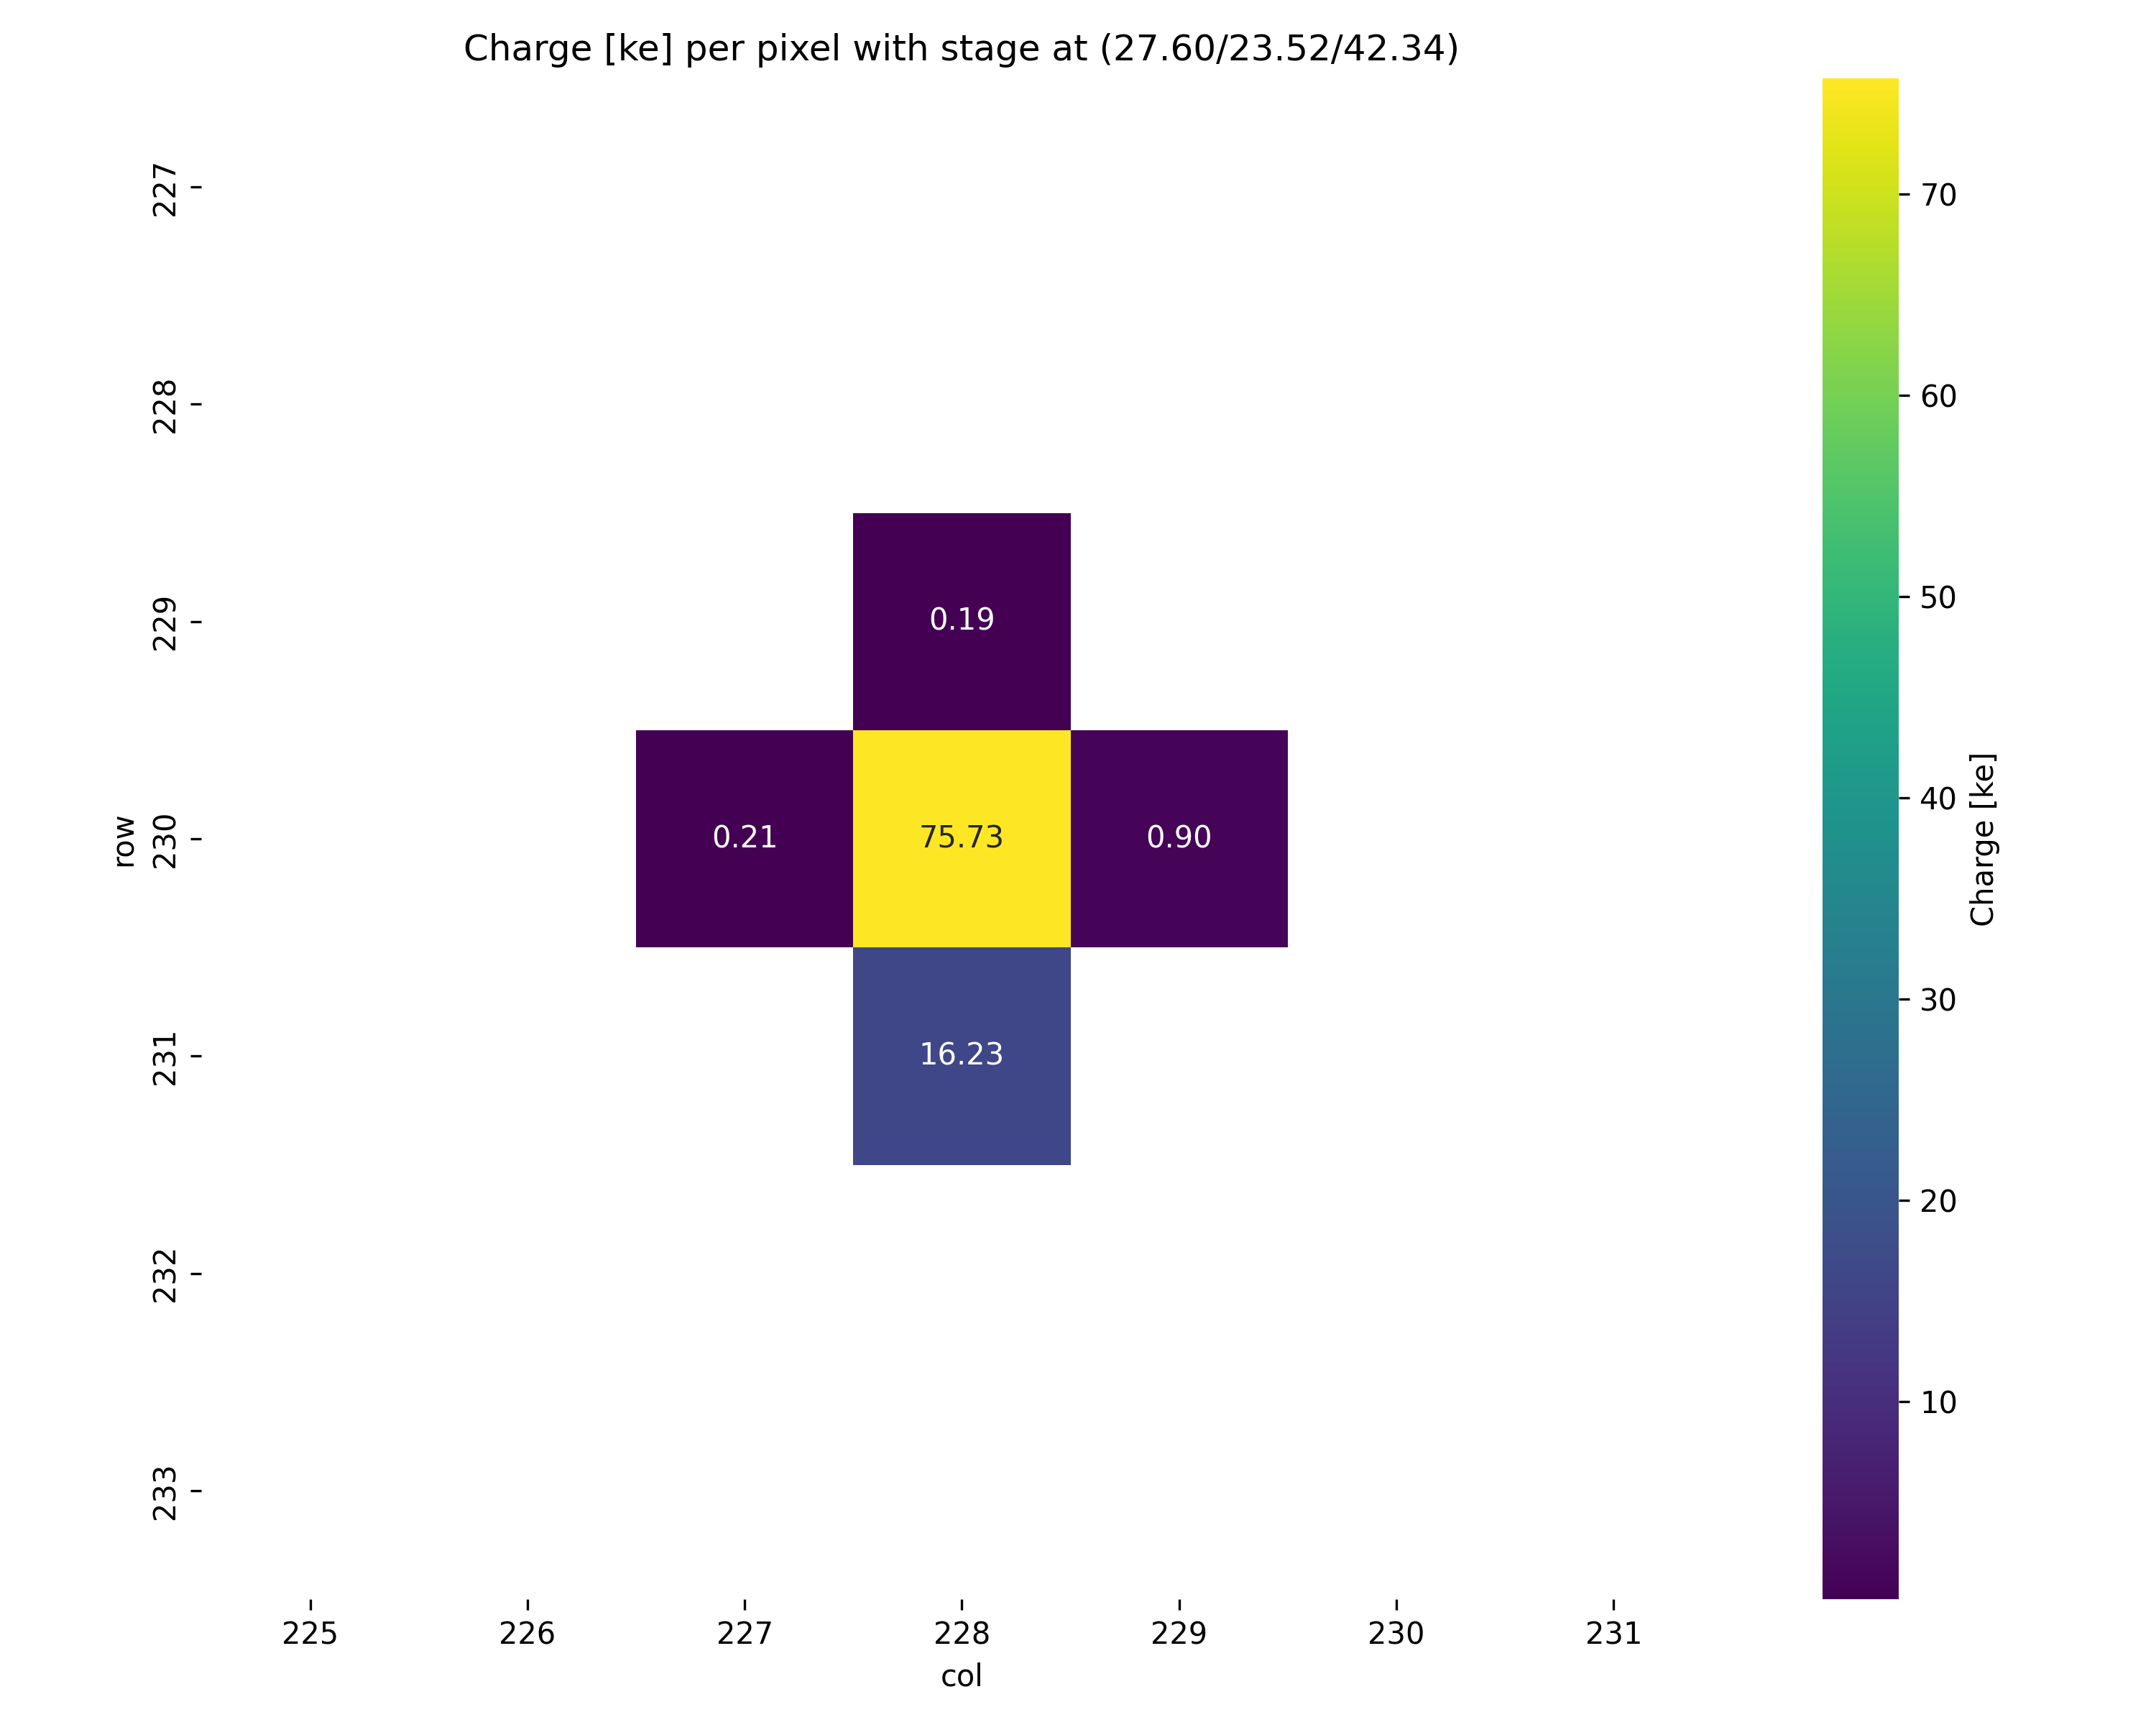 Charge [ke] per pixel with stage at (27.60/23.52/42.34)
227
228
229
230
231
232
233
row
0.19
0.21 75.73 0.90
16.23
225 226 227 228 229 230 231
col
70
60
50
40
30
20
10
Charge [ke]